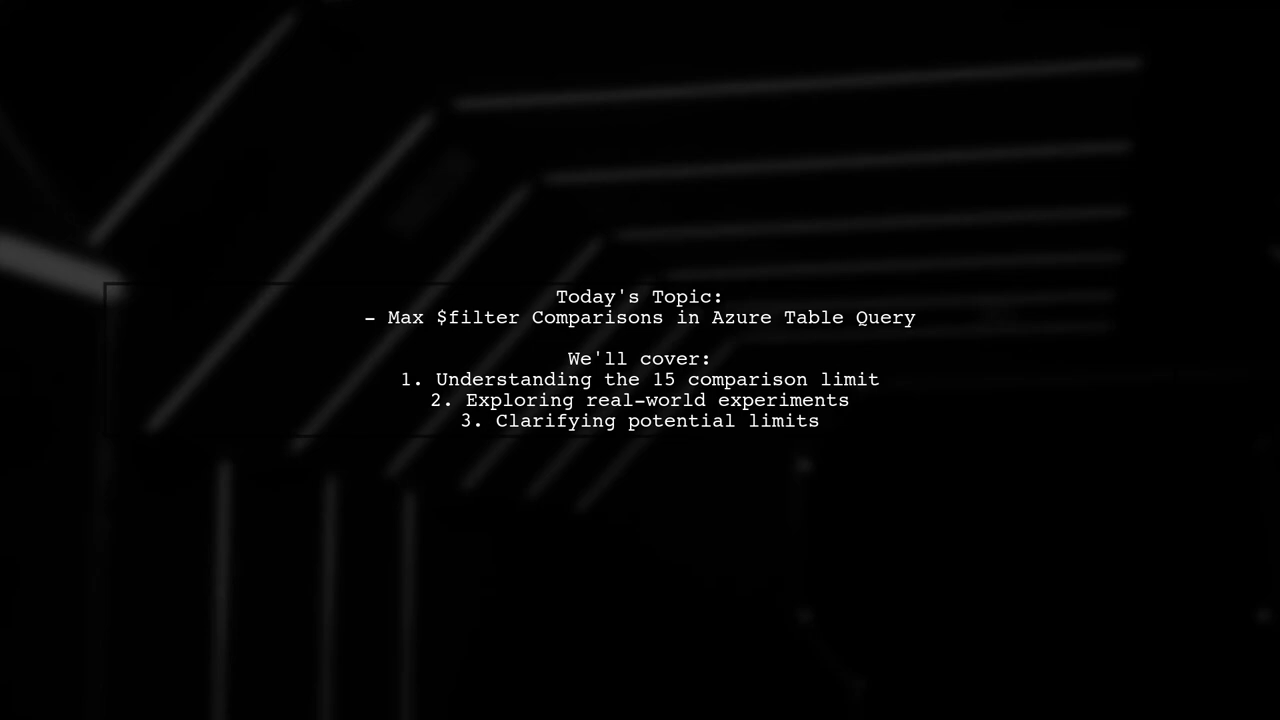 Today's Topic:
- Max $filter Comparisons in Azure Table Query
We'll cover:
1. Understanding the 15 comparison limit
2. Exploring real-world experiments
3. Clarifying potential limits